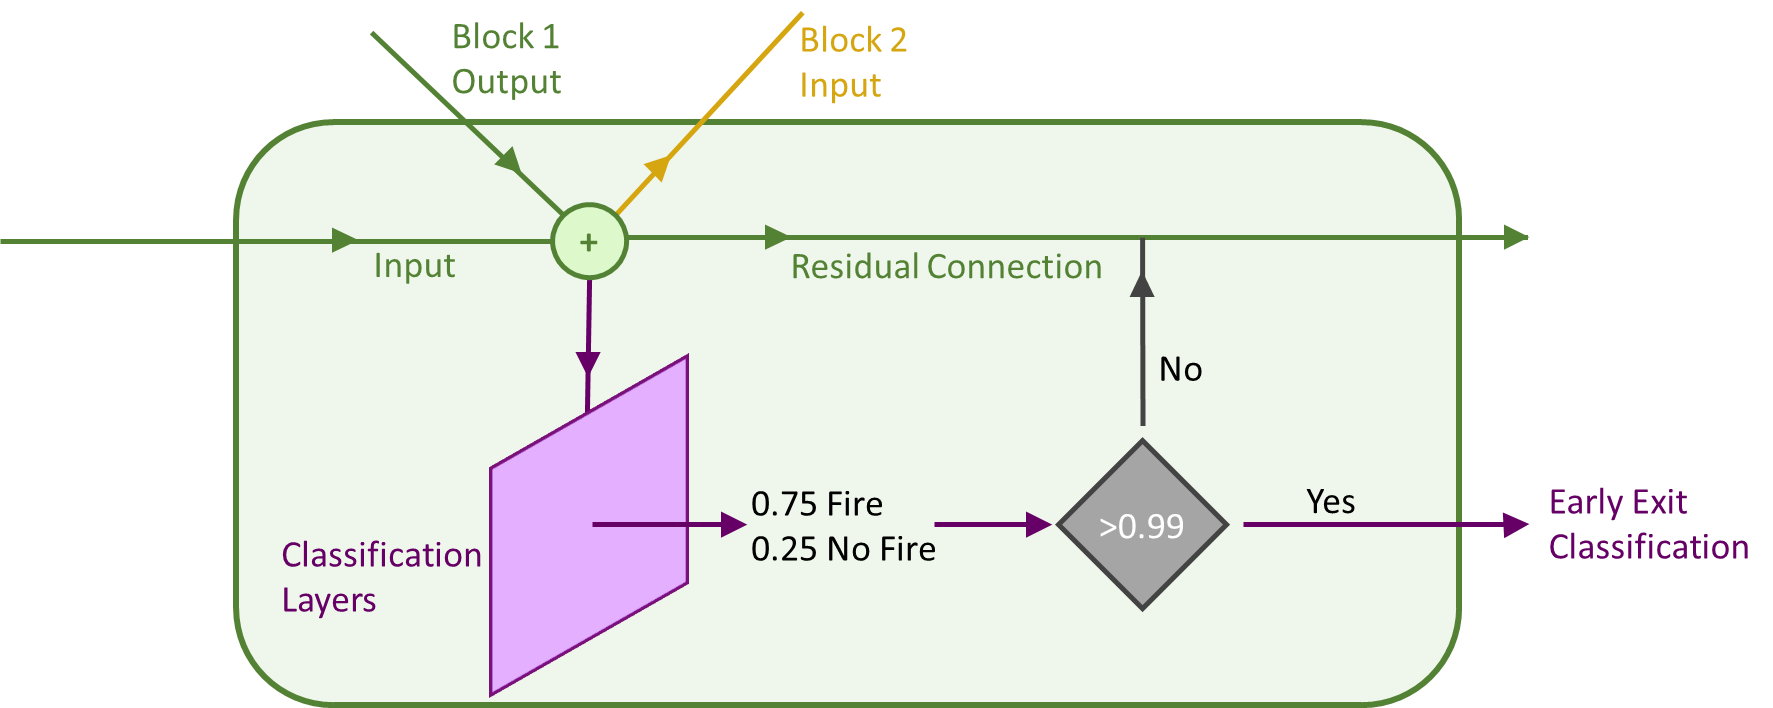 Block 1
Output
Block 2
Input
+
Input
Residual Connection
No
0.75 Fire
0.25 No Fire
>0.99
Yes
Early Exit
Classification
Classification
Layers